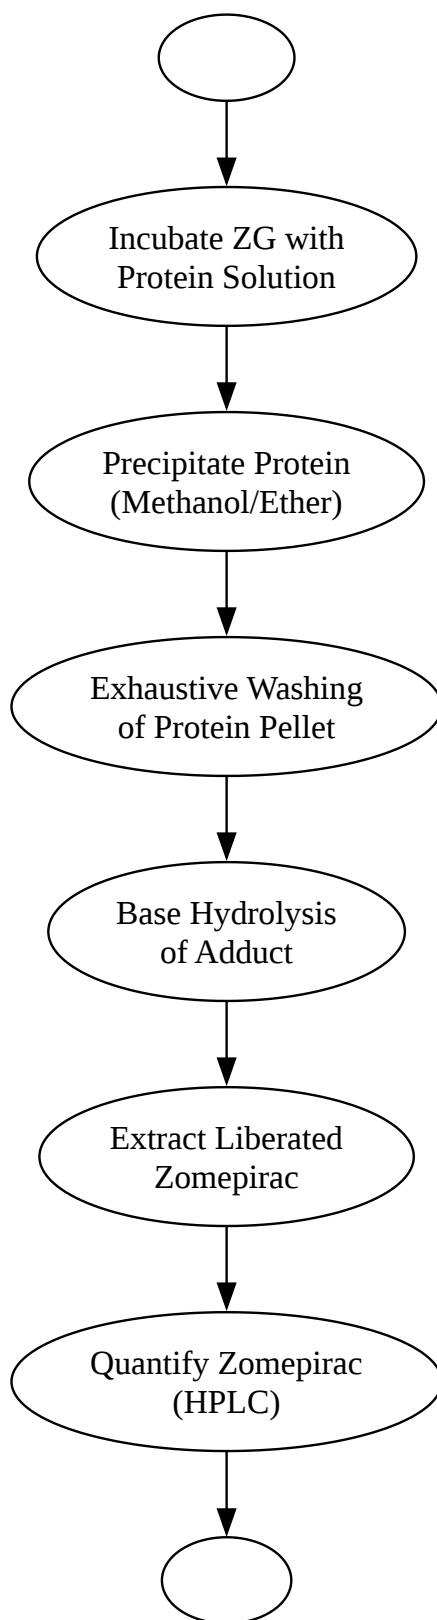 Incubate ZG with
Protein Solution
Precipitate Protein
(Methanol/Ether)
Exhaustive Washing
of Protein Pellet
Base Hydrolysis
of Adduct
Extract Liberated
Zomepirac
Quantify Zomepirac
(HPLC)